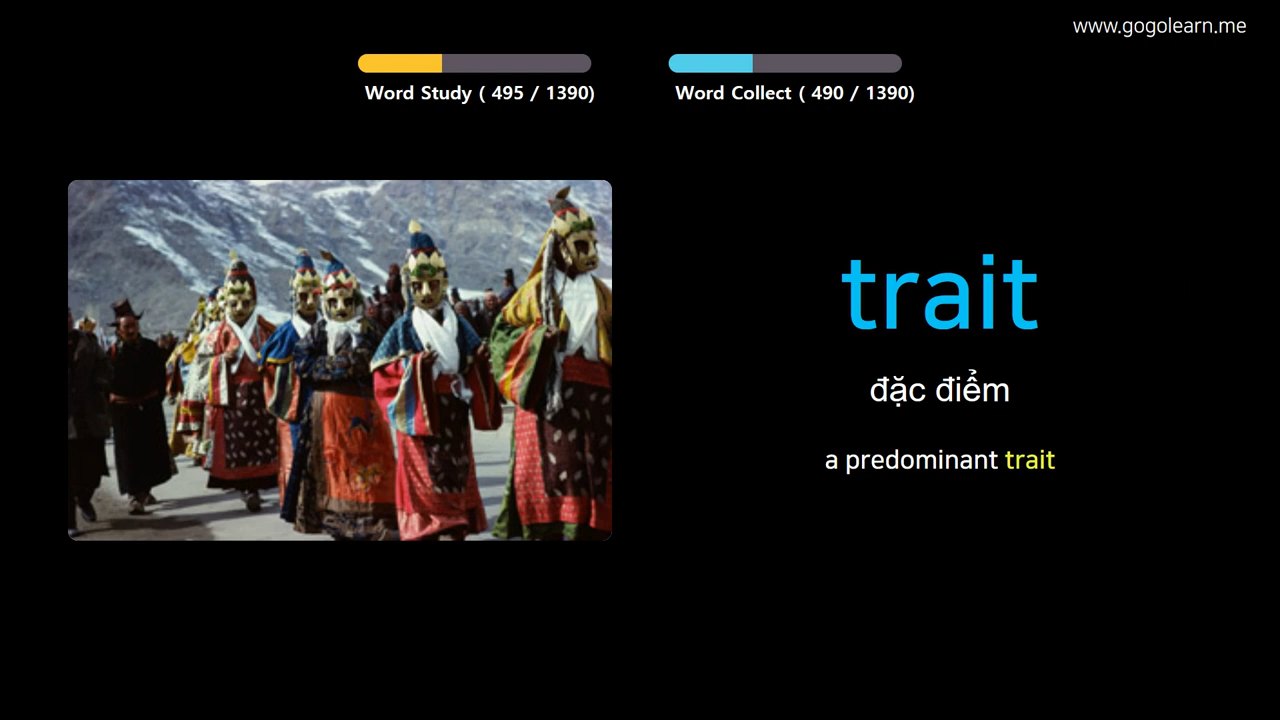 www.gogolearn.me
Word Study ( 495 / 1390)
Word Collect ( 490 / 1390)
trait
đặc điểm
a predominant trait